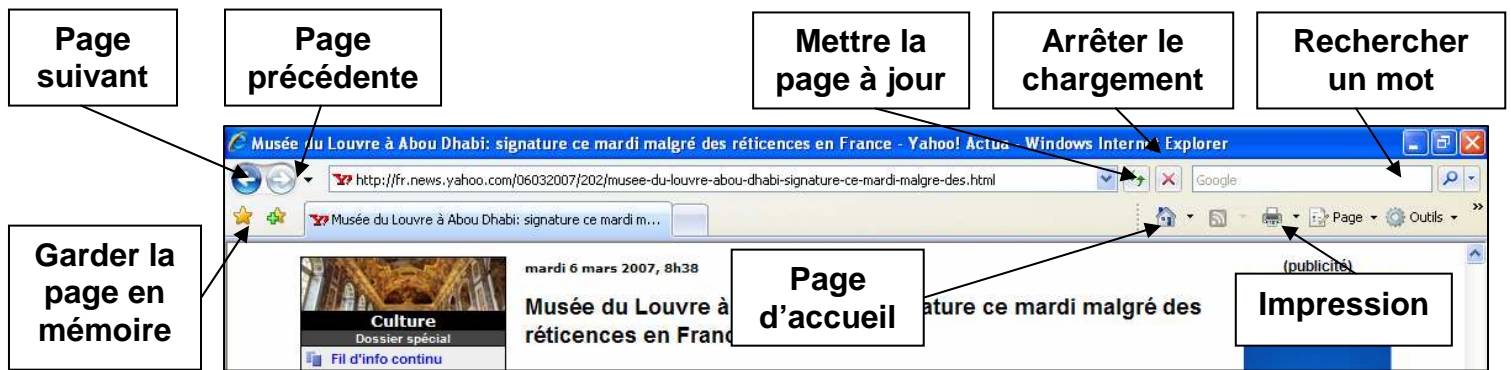 Page
suivant
Page
précédente
Mettre la
page à jour
Arrêter le
chargement
Rechercher
un mot
Musée du Louvre à Abou Dhabi: signature ce mardi malgré des réticences en France - Yahoo! Actua - Windows Intern Explorer
http://fr.news.yahoo.com/06032007/202/musee-du-louvre-abou-dhabi-signature-ce-mardi-malgre-des.html
Google
Musée du Louvre à Abou Dhabi: signature ce mardi m...
Page
Outils
»
Garder la
page en
mémoire
Culture
Dossier spécial
Fil d'info continu
mardi 6 mars 2007, 8h38
Musée du Louvre à ature ce mardi malgré des
réticences en Fran
Page
d'accueil
(publicité)
Impression